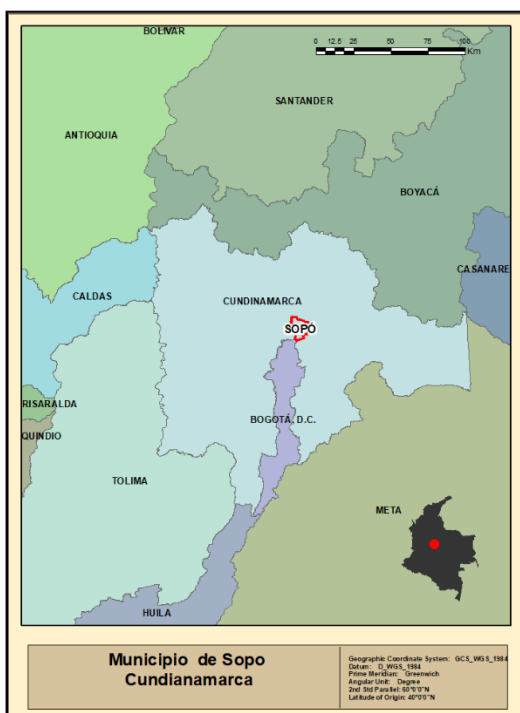 BOLIVAR
0 12.5 25 50 75 100
Km
SANTANDER
ANTIOQUIA
BOYACÁ
CASANARE
CALDAS
CUNDINAMARCA
SOPÓ
RISARALDA
BOGOTÁ, D.C.
QUINDIO
TOLIMA
META
HUILA
Municipio de Sopo
Cundianamarca
Geographic Coordinate System: GCS_WGS_1984
Datum: D_WGS_1984
Prime Meridian: Greenwich
Angular Unit: Degree
2nd Std Parallel: 60°0'0"N
Latitude of Origin: 40°0'0"N